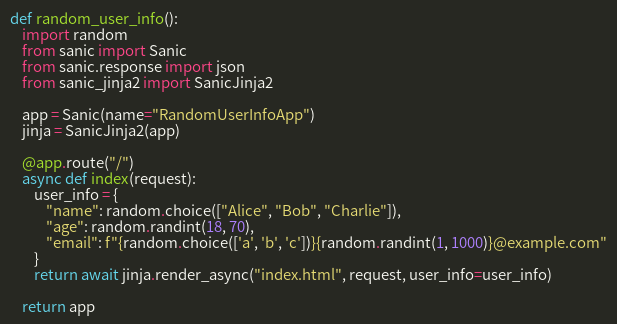 def random_user_info():
    import random
    from sanic import Sanic
    from sanic.response import json
    from sanic_jinja2 import SanicJinja2

    app = Sanic(name="RandomUserInfoApp")
    jinja = SanicJinja2(app)

    @app.route("/")
    async def index(request):
        user_info = {
            "name": random.choice(["Alice", "Bob", "Charlie"]),
            "age": random.randint(18, 70),
            "email": f"{random.choice(['a', 'b', 'c'])}{random.randint(1, 1000)}@example.com"
        }
        return await jinja.render_async("index.html", request, user_info=user_info)

    return app